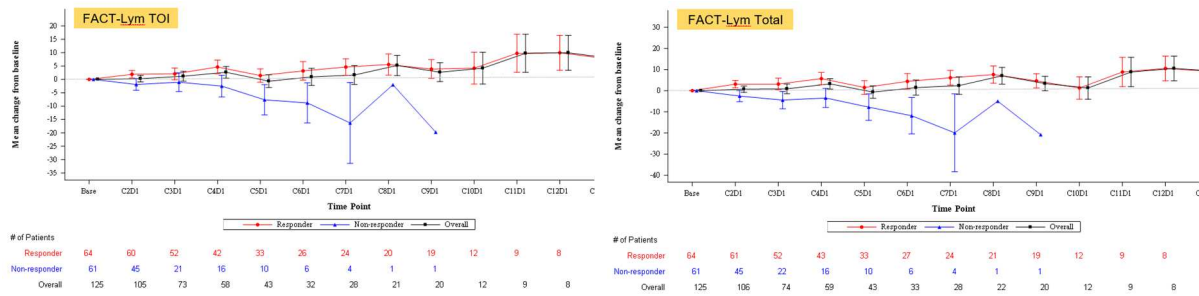 FACT-Lym TOI
Mean change from baseline
20
15
10
5
0
-5
-10
-15
-20
-25
-30
-35
Base C2D1 C3D1 C4D1 C5D1 C6D1 C7D1 C8D1 C9D1 C10D1 C11D1 C12D1 C
Time Point
Responder Non-responder Overall
# of Patients
Responder 64 60 52 42 33 26 24 20 19 12 9 8
Non-responder 61 45 21 16 10 6 4 1 1
Overall 125 105 73 58 43 32 28 21 20 12 9 8
FACT-Lym Total
Mean change from baseline
30
20
10
0
-10
-20
-30
-40
Base C2D1 C3D1 C4D1 C5D1 C6D1 C7D1 C8D1 C9D1 C10D1 C11D1 C12D1 C
Time Point
Responder Non-responder Overall
# of Patients
Responder 64 61 52 43 33 27 24 21 19 12 9 8
Non-responder 61 45 22 16 10 6 4 1 1
Overall 125 106 74 59 43 33 28 22 20 12 9 8